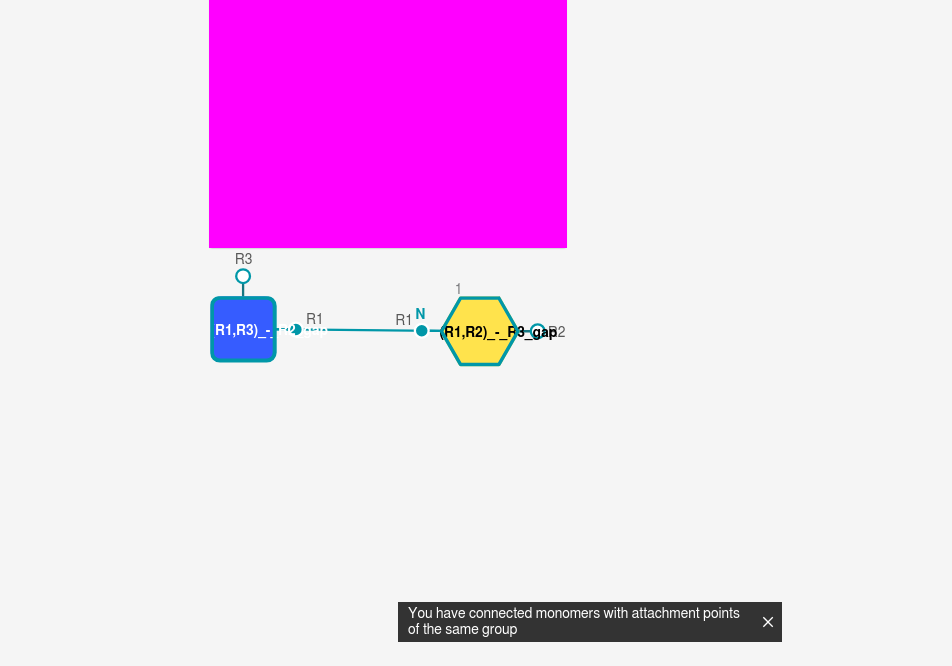 R3
1
N
R1
R1
R1,R3)_-_R2_gap
(R1,R2)_-_R3_gap
R2
You have connected monomers with attachment points
of the same group